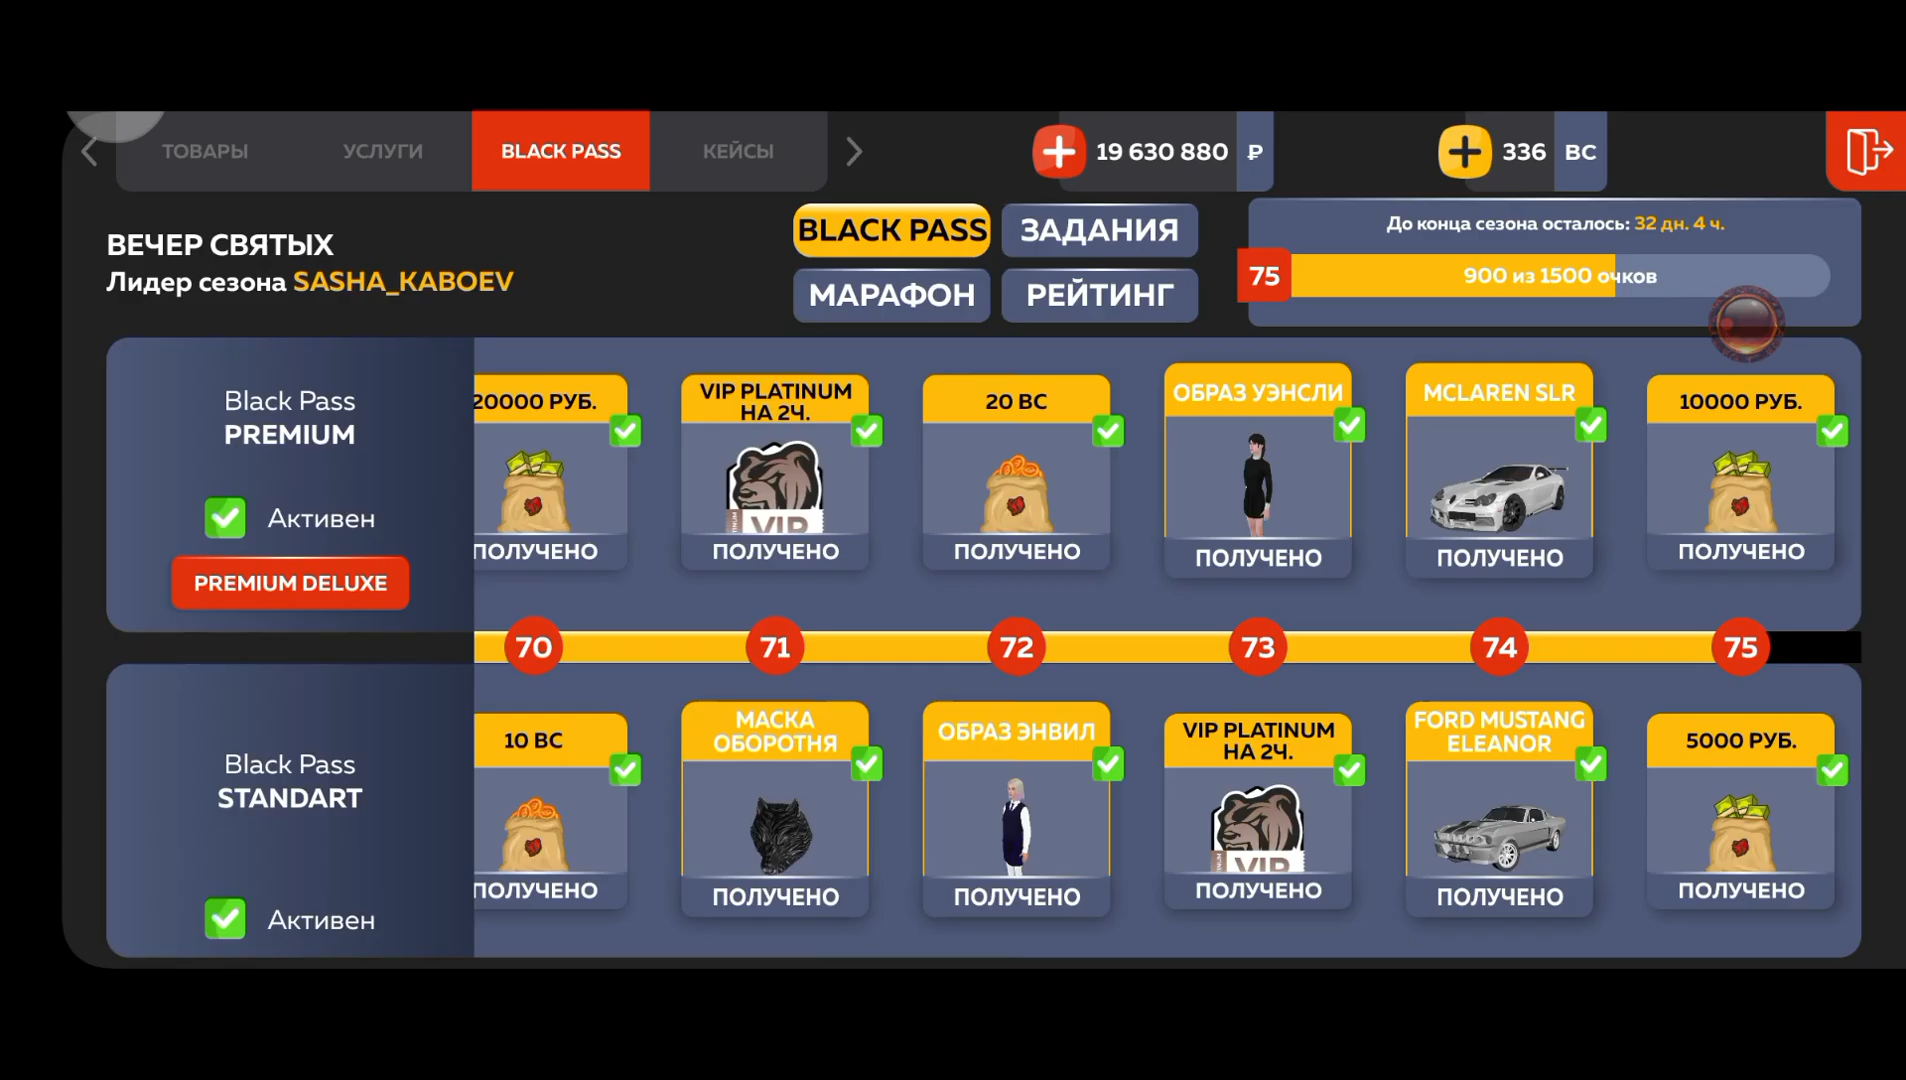 ТОВАРЫ
УСЛУГИ
BLACK PASS
КЕЙСЫ
19 630 880 ₽
336 BC
ВЕЧЕР СВЯТЫХ
Лидер сезона SASHA_KABOEV
BLACK PASS
ЗАДАНИЯ
МАРАФОН
РЕЙТИНГ
До конца сезона осталось: 32 дн. 4 ч.
75
900 из 1500 очков
Black Pass
PREMIUM
Активен
PREMIUM DELUXE
20000 РУБ.
ПОЛУЧЕНО
VIP PLATINUM
НА 2Ч.
VIP
ПОЛУЧЕНО
20 BC
ПОЛУЧЕНО
ОБРАЗ УЭНСЛИ
ПОЛУЧЕНО
MCLAREN SLR
ПОЛУЧЕНО
10000 РУБ.
ПОЛУЧЕНО
70
71
72
73
74
75
Black Pass
STANDART
Активен
10 BC
ПОЛУЧЕНО
МАСКА
ОБОРОТНЯ
ПОЛУЧЕНО
ОБРАЗ ЭНВИЛ
ПОЛУЧЕНО
VIP PLATINUM
НА 2Ч.
VIP
ПОЛУЧЕНО
FORD MUSTANG
ELEANOR
ПОЛУЧЕНО
5000 РУБ.
ПОЛУЧЕНО